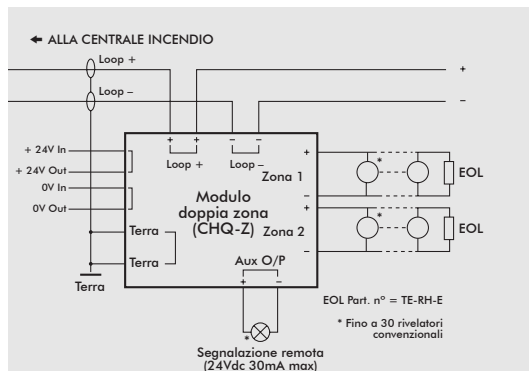 ← ALLA CENTRALE INCENDIO
Loop +
+
Loop –
–
+ + – –
Loop +
Loop –
+ 24V In
+ 24V Out
0V In
0V Out
Modulo
doppia zona
(CHQ-Z)
Zona 1
+
–
*
EOL
Zona 2
+
–
*
EOL
Terra
Terra
Terra
Aux O/P
+ –
*
Segnalazione remota
(24Vdc 30mA max)
EOL Part. nº = TE-RH-E
* Fino a 30 rivelatori
convenzionali